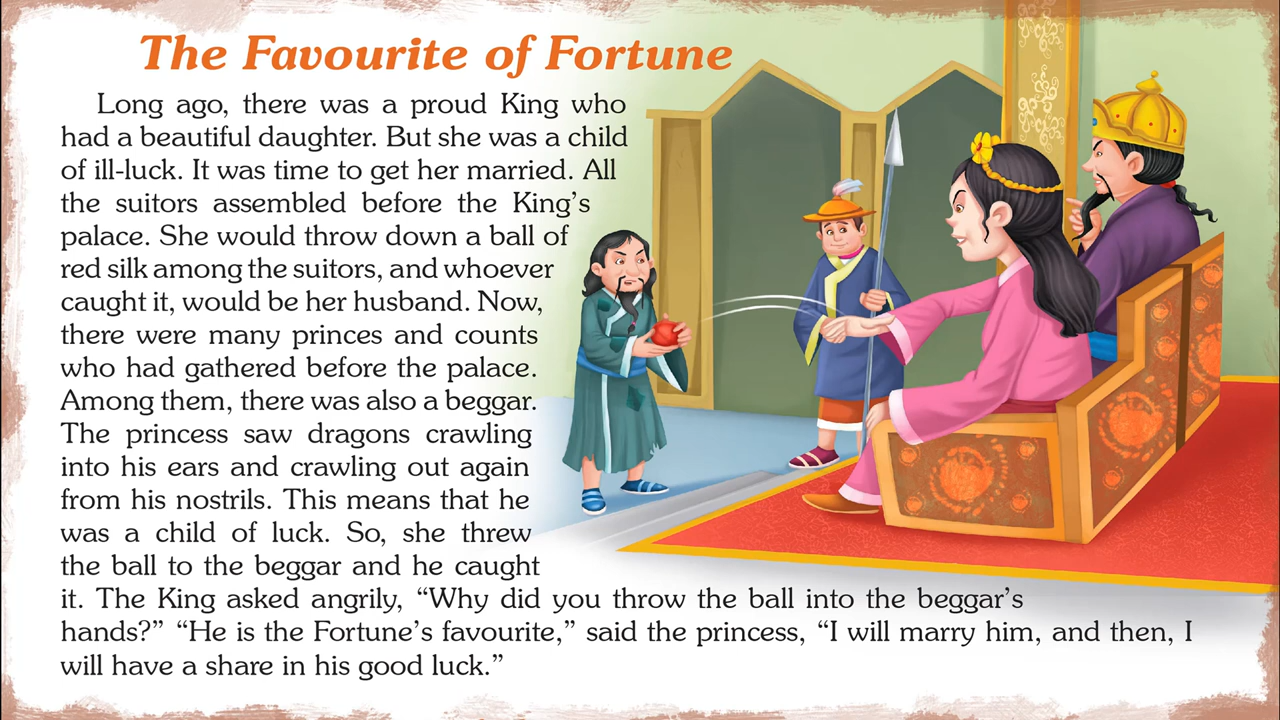 The Favourite of Fortune
Long ago, there was a proud King who
had a beautiful daughter. But she was a child
of ill-luck. It was time to get her married. All
the suitors assembled before the King’s
palace. She would throw down a ball of
red silk among the suitors, and whoever
caught it, would be her husband. Now,
there were many princes and counts
who had gathered before the palace.
Among them, there was also a beggar.
The princess saw dragons crawling
into his ears and crawling out again
from his nostrils. This means that he
was a child of luck. So, she threw
the ball to the beggar and he caught
it. The King asked angrily, “Why did you throw the ball into the beggar’s
hands?” “He is the Fortune’s favourite,” said the princess, “I will marry him, and then, I
will have a share in his good luck.”